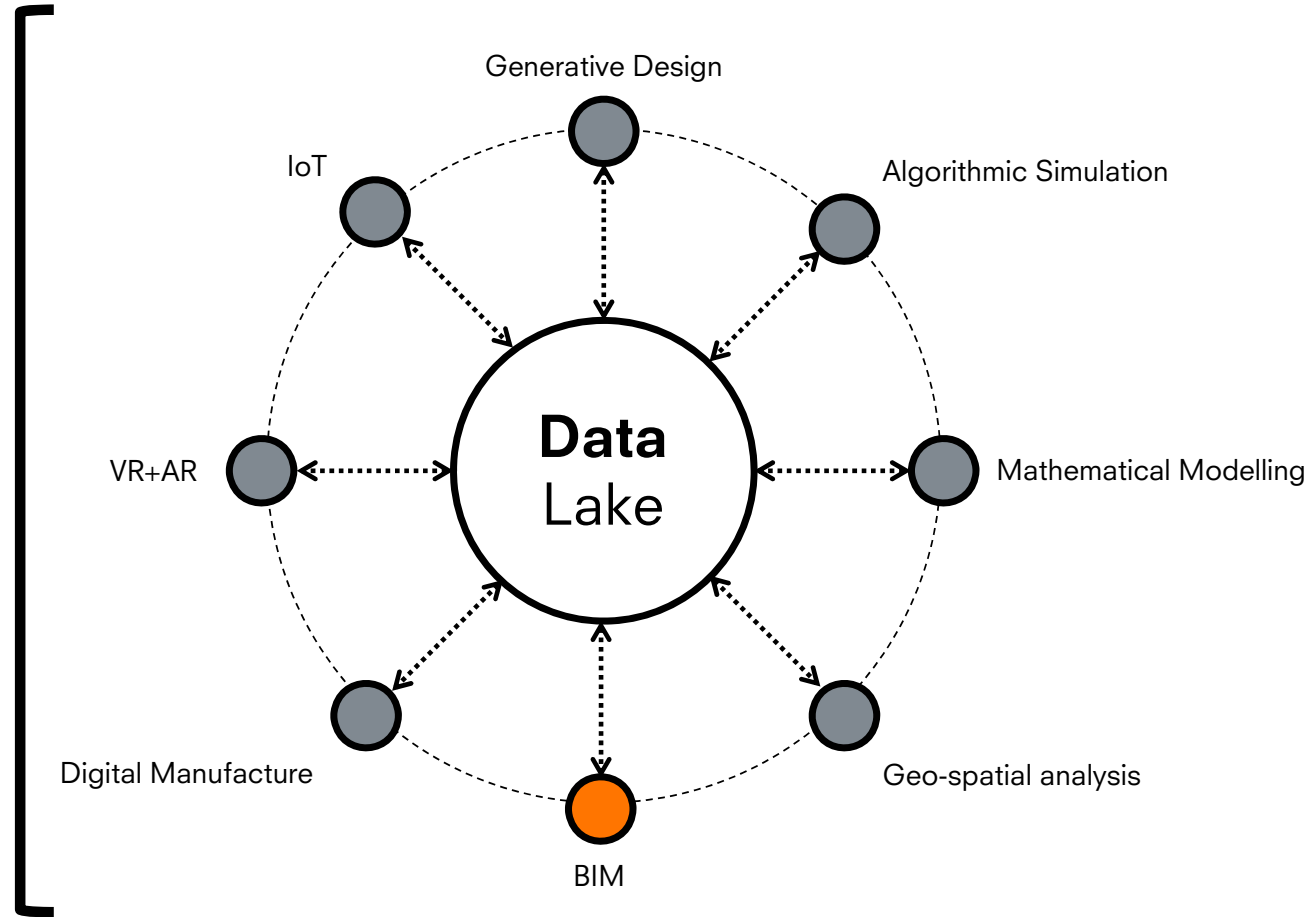 Generative Design
IoT
Algorithmic Simulation
Data
Lake
VR+AR
Mathematical Modelling
Digital Manufacture
Geo-spatial analysis
BIM